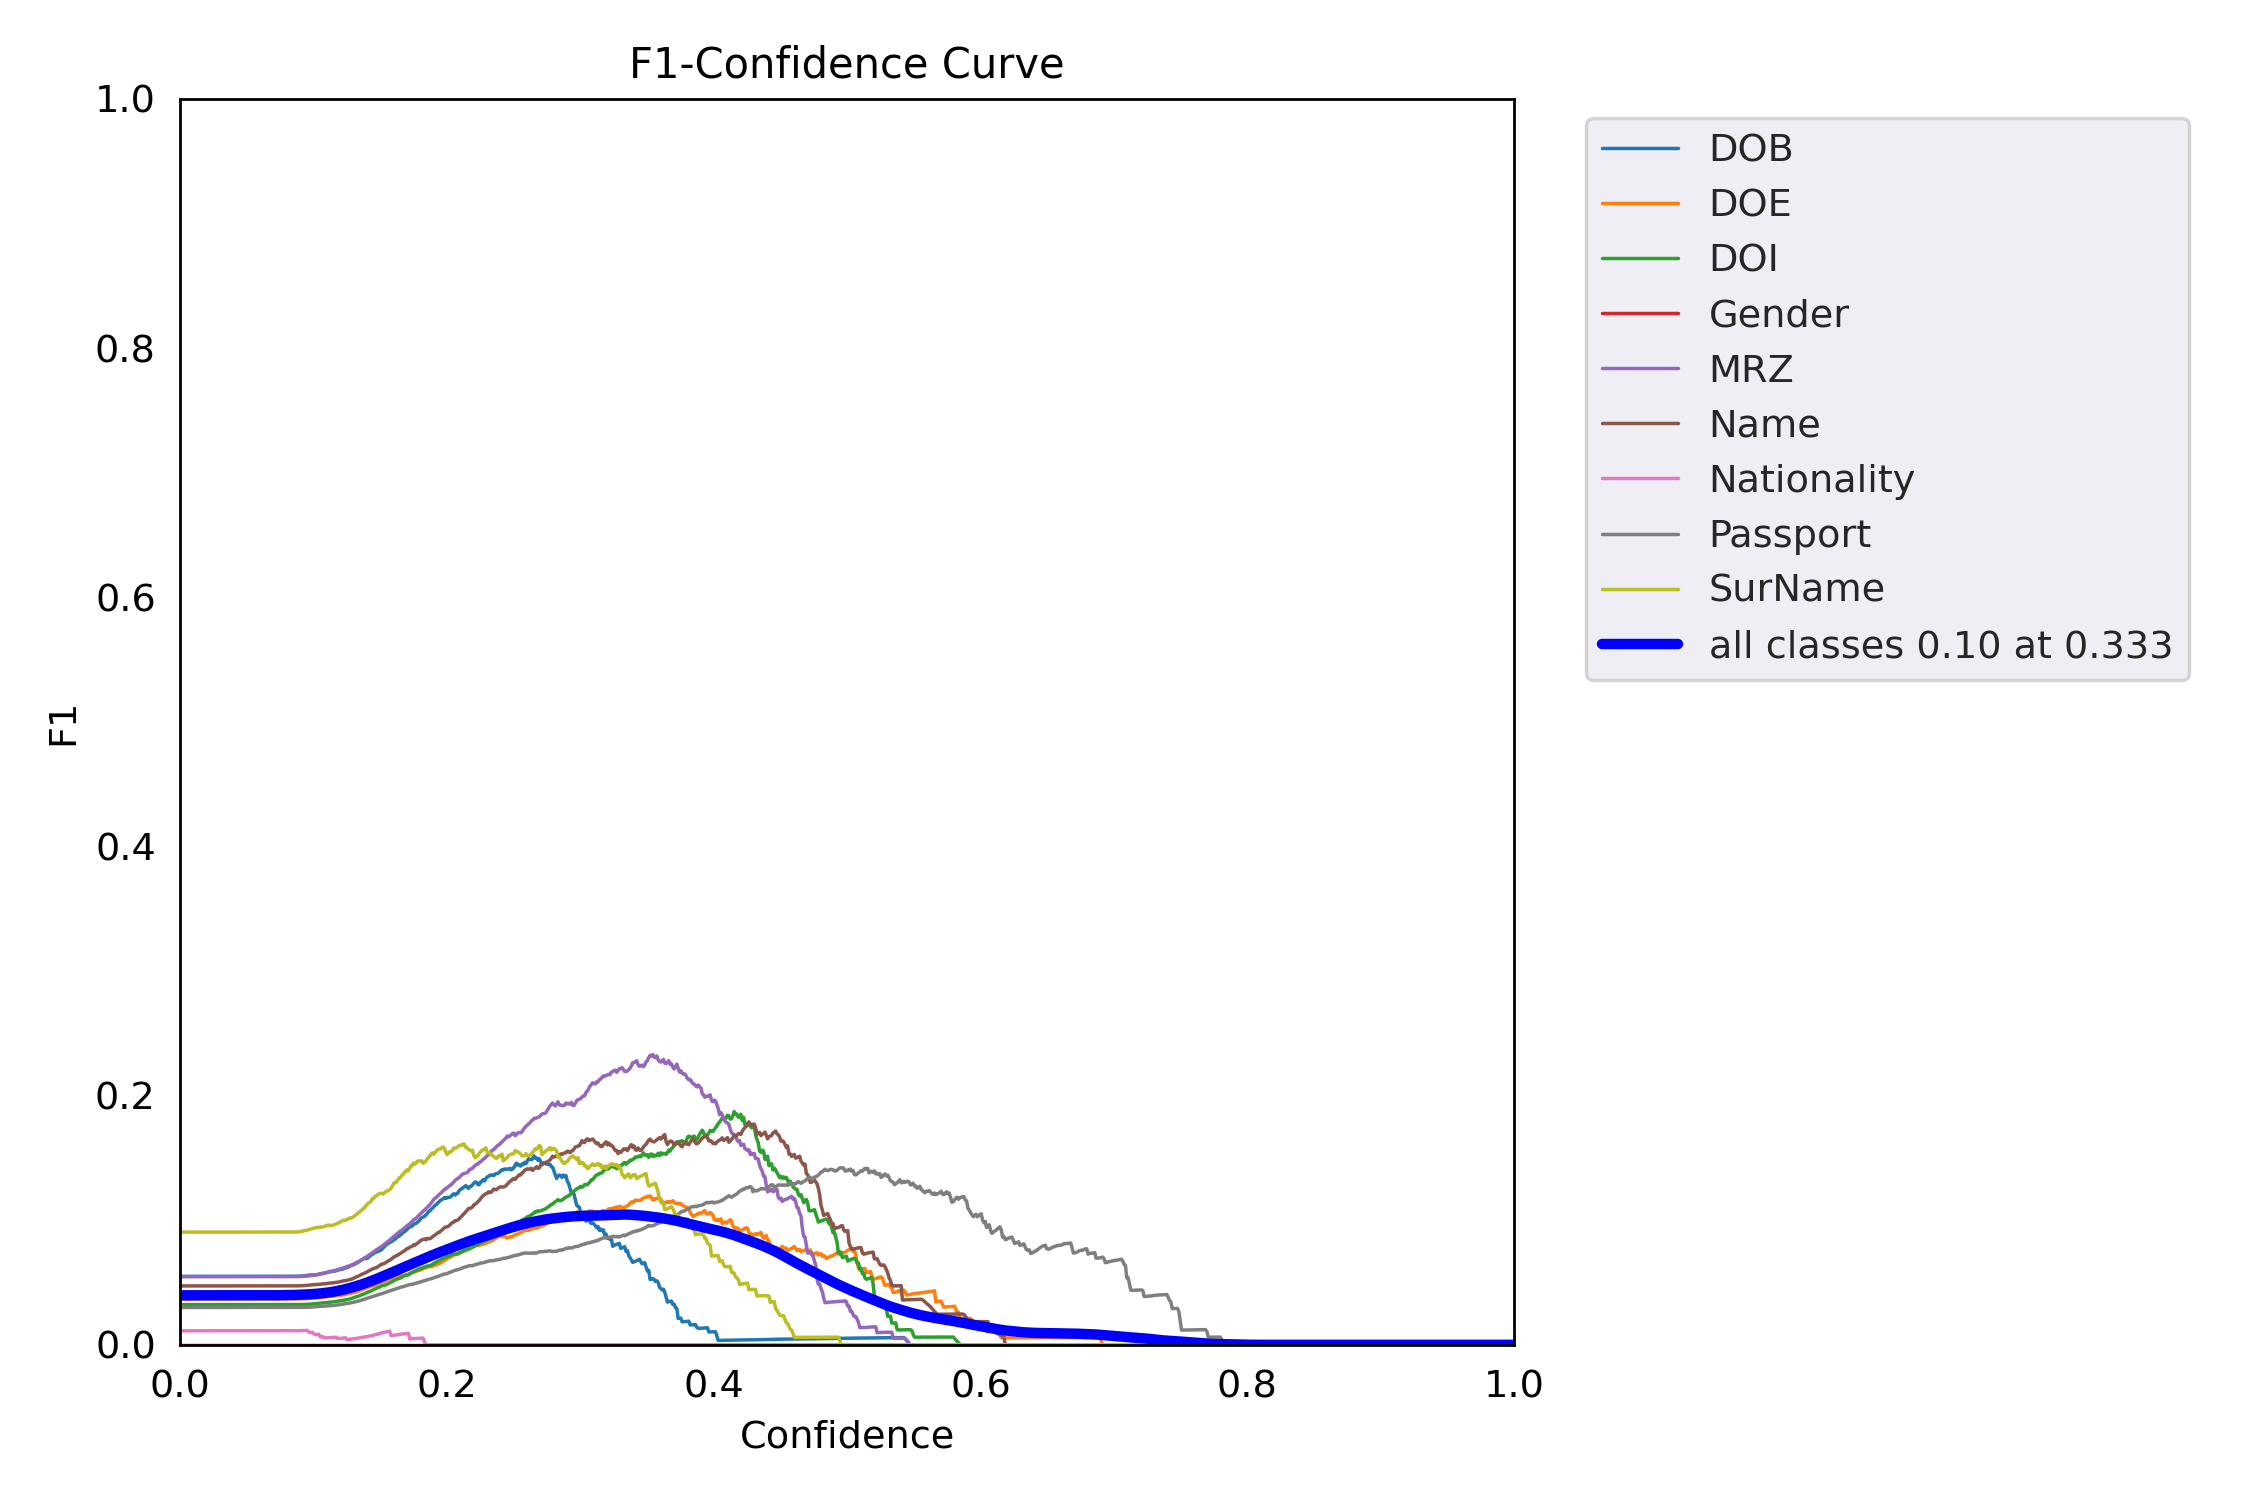 F1-Confidence Curve
1.0
0.8
0.6
0.4
0.2
0.0
F1
0.0 0.2 0.4 0.6 0.8 1.0
Confidence
DOB
DOE
DOI
Gender
MRZ
Name
Nationality
Passport
SurName
all classes 0.10 at 0.333